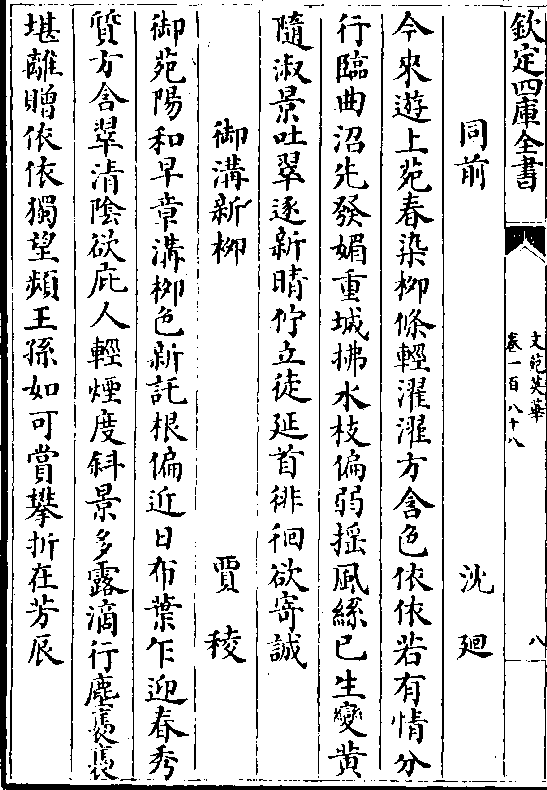 欽定四庫全書
文苑英華
卷一百八十八
八
同前 沈廻
今來遊上苑春染柳條輕濯濯方含色依依若有情分
行臨曲沼先發媚重城拂水枝偏弱揺風絲已生變黄
隨淑景吐翠逐新晴佇立徒延首徘徊欲寄誠
御溝新栁 賈稜
御苑陽和早章溝栁色新託根偏近日布葉乍迎春秀
質方含翠清陰欲庇人輕煙度斜景多露滴行塵褭褭
堪離贈依依獨望頻王孫如可賞攀折在芳辰